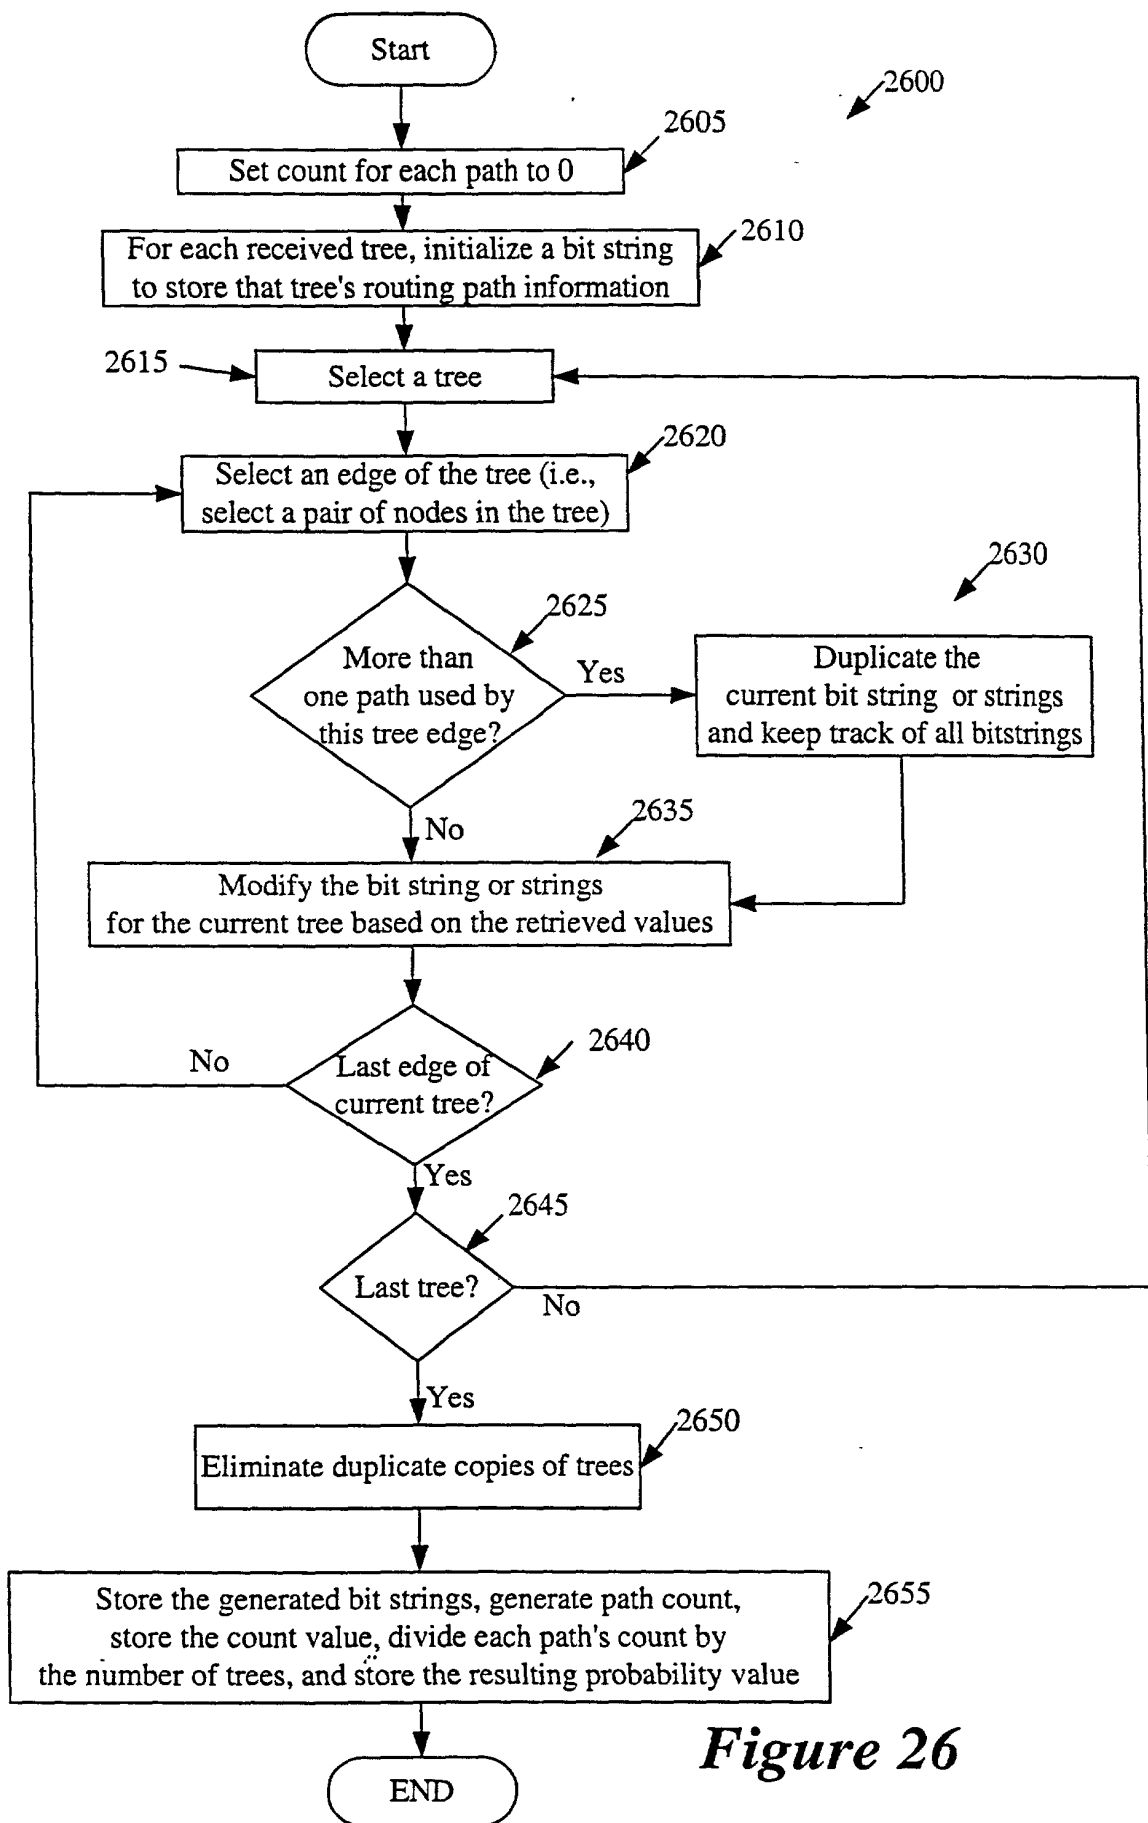 Start
2600
2605
Set count for each path to 0
2610
For each received tree, initialize a bit string
to store that tree's routing path information
2615
Select a tree
2620
Select an edge of the tree (i.e.,
select a pair of nodes in the tree)
2625
2630
More than
one path used by
this tree edge?
Yes
Duplicate the
current bit string or strings
and keep track of all bitstrings
No
2635
Modify the bit string or strings
for the current tree based on the retrieved values
2640
No
Last edge of
current tree?
Yes
2645
Last tree?
No
Yes
2650
Eliminate duplicate copies of trees
2655
Store the generated bit strings, generate path count,
store the count value, divide each path's count by
the number of trees, and store the resulting probability value
Figure 26
END